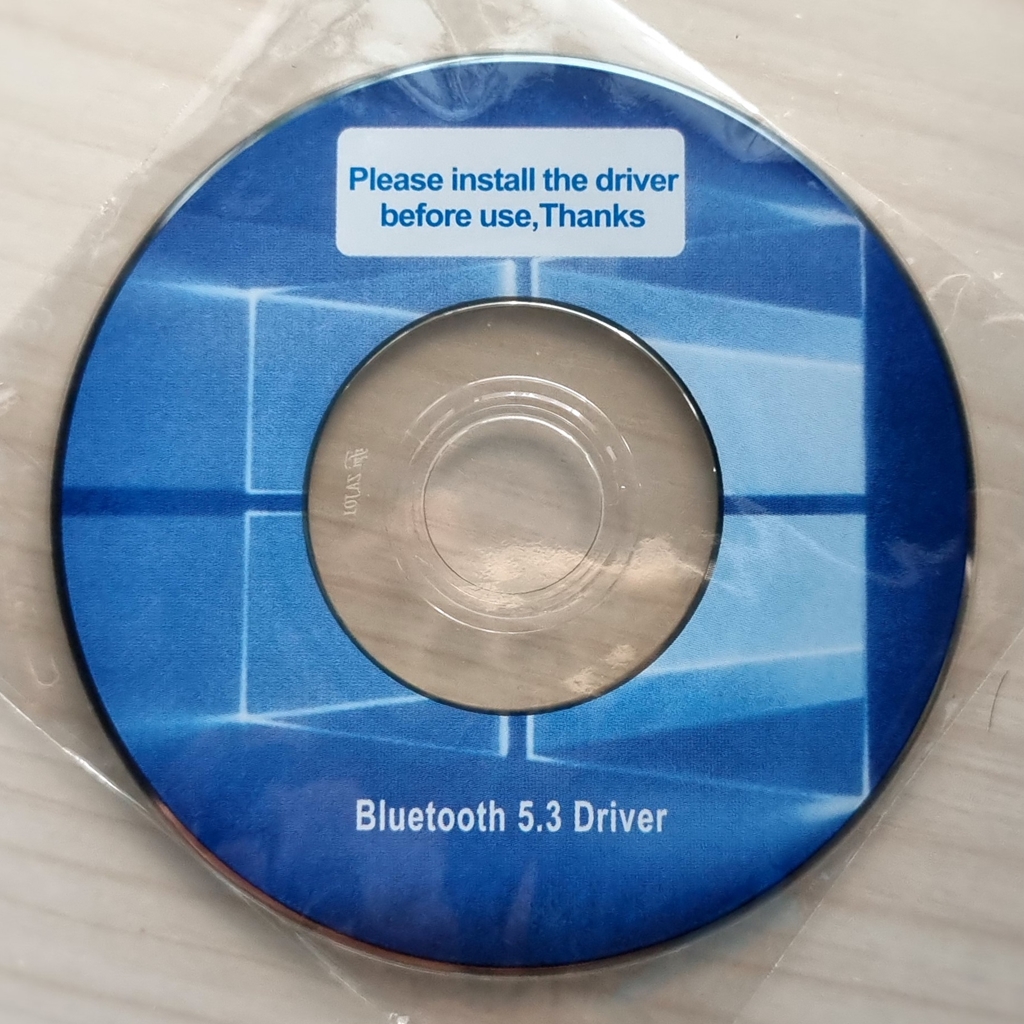 Please install the driver
before use,Thanks
Bluetooth 5.3 Driver